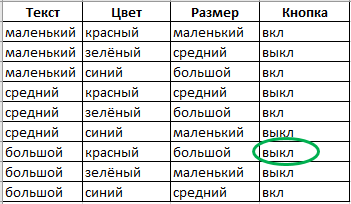 Текст Цвет Размер Кнопка
маленький красный маленький вкл
маленький зелёный средний выкл
маленький синий большой вкл
средний красный средний выкл
средний зелёный большой вкл
средний синий маленький выкл
большой красный большой выкл
большой зелёный маленький выкл
большой синий средний вкл